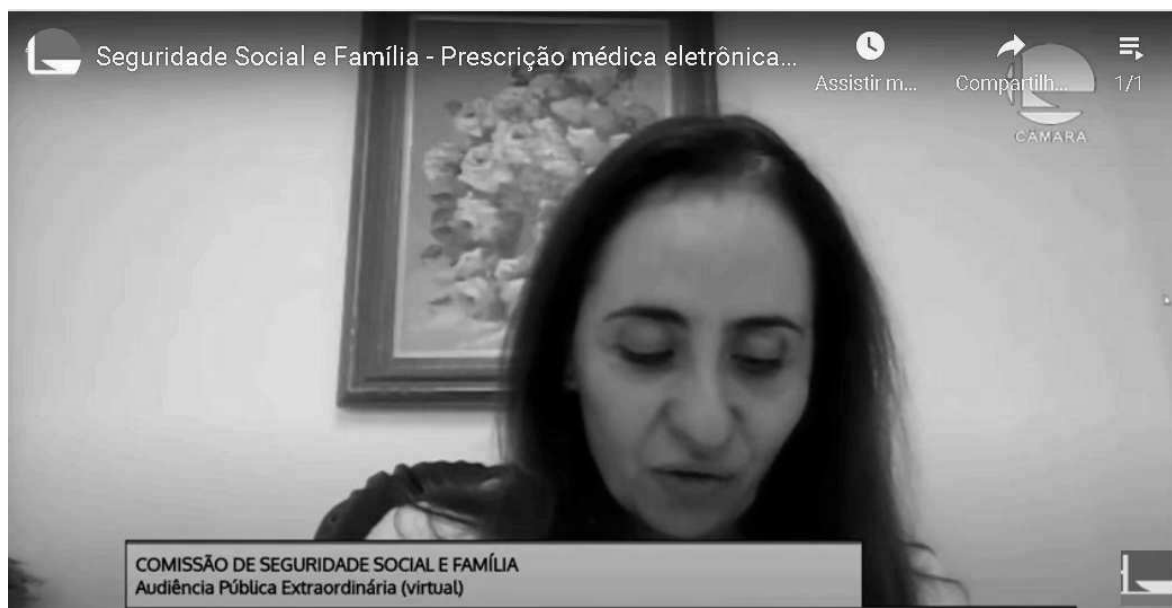 Seguridade Social e Família - Prescrição médica eletrônica...
Assistir m...
Compartilh...
1/1
CÂMARA
COMISSÃO DE SEGURIDADE SOCIAL E FAMÍLIA
Audiência Pública Extraordinária (virtual)